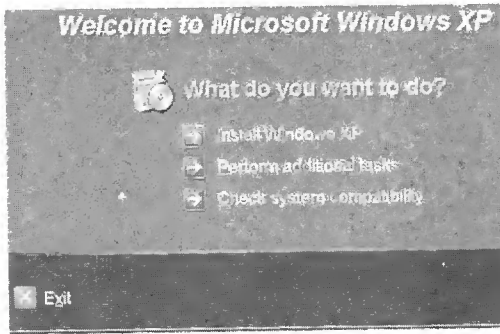 Welcome to Microsoft Windows XP
What do you want to do?
Install Windows XP
Perform additional tasks
Check system compatibility
Exit